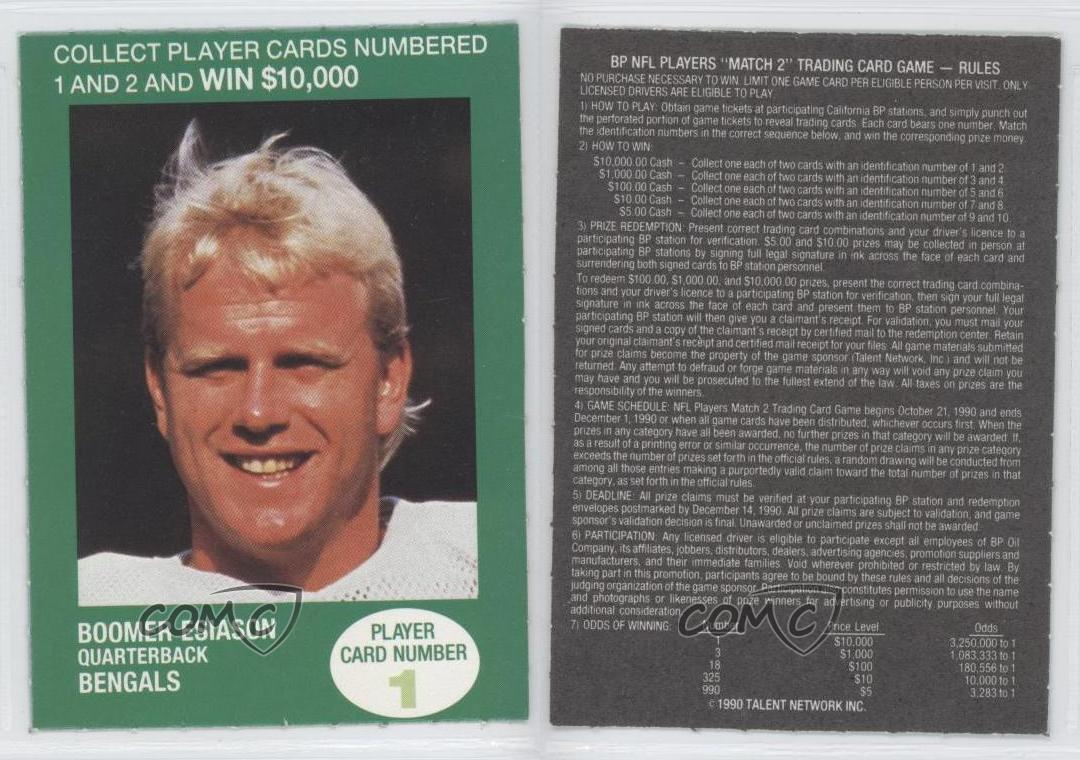 COLLECT PLAYER CARDS NUMBERED
1 AND 2 AND WIN $10,000
BOOMER ESIASON
QUARTERBACK
BENGALS
PLAYER
CARD NUMBER
1
COMC
BP NFL PLAYERS "MATCH 2" TRADING CARD GAME — RULES
NO PURCHASE NECESSARY TO WIN. LIMIT ONE GAME CARD PER ELIGIBLE PERSON PER VISIT. ONLY
LICENSED DRIVERS ARE ELIGIBLE TO PLAY.
1) HOW TO PLAY: Obtain game tickets at participating California BP stations, and simply punch out
the perforated portion of game tickets to reveal trading cards. Each card bears one number. Match
the identification numbers in the correct sequence below, and win the corresponding prize money.
2) HOW TO WIN:
$10,000.00 Cash – Collect one each of two cards with an identification number of 1 and 2.
$1,000.00 Cash – Collect one each of two cards with an identification number of 3 and 4.
$100.00 Cash – Collect one each of two cards with an identification number of 5 and 6.
$10.00 Cash – Collect one each of two cards with an identification number of 7 and 8.
$5.00 Cash – Collect one each of two cards with an identification number of 9 and 10.
3) PRIZE REDEMPTION: Present correct trading card combinations and your driver's licence to a
participating BP station for verification. $5.00 and $10.00 prizes may be collected in person at
participating BP stations by signing full legal signature in ink across the face of each card and
surrendering both signed cards to BP station personnel.
To redeem $100.00, $1,000.00, and $10,000.00 prizes, present the correct trading card combina-
tions and your driver's licence to a participating BP station for verification, then sign your full legal
signature in ink across the face of each card and present them to BP station personnel. Your
participating BP station will then give you a claimant's receipt. For validation, you must mail your
signed cards and a copy of the claimant's receipt by certified mail to the redemption center. Retain
your original claimant's receipt and certified mail receipt for your files. All game materials submitted
for prize claims become the property of the game sponsor (Talent Network, Inc.) and will not be
returned. Any attempt to defraud or forge game materials in any way will void any prize claim you
may have and you will be prosecuted to the fullest extend of the law. All taxes on prizes are the
responsibility of the winners.
4) GAME SCHEDULE: NFL Players Match 2 Trading Card Game begins October 21, 1990 and ends
December 1, 1990 or when all game cards have been distributed, whichever occurs first. When the
prizes in any category have all been awarded, no further prizes in that category will be awarded. If,
as a result of a printing error or similar occurrence, the number of prize claims in any prize category
exceeds the number of prizes set forth in the official rules, a random drawing will be conducted from
among all those entries making a purportedly valid claim toward the total number of prizes in that
category, as set forth in the official rules.
5) DEADLINE: All prize claims must be verified at your participating BP station and redemption
envelopes postmarked by December 14, 1990. All prize claims are subject to validation, and game
sponsor's validation decision is final. Unawarded or unclaimed prizes shall not be awarded.
6) PARTICIPATION: Any licensed driver is eligible to participate except all employees of BP Oil
Company, its affiliates, jobbers, distributors, dealers, advertising agencies, promotion suppliers and
manufacturers, and their immediate families. Void wherever prohibited or restricted by law. By
taking part in this promotion, participants agree to be bound by these rules and all decisions of the
judging organization of the game sponsor. Participation also constitutes permission to use the name
and photographs or likenesses of prize winners for advertising or publicity purposes without
additional consideration.
7) ODDS OF WINNING: Number Price Level Odds
1 $10,000 3,250,000 to 1
3 $1,000 1,083,333 to 1
18 $100 180,556 to 1
325 $10 10,000 to 1
990 $5 3,283 to 1
© 1990 TALENT NETWORK INC.
COMC